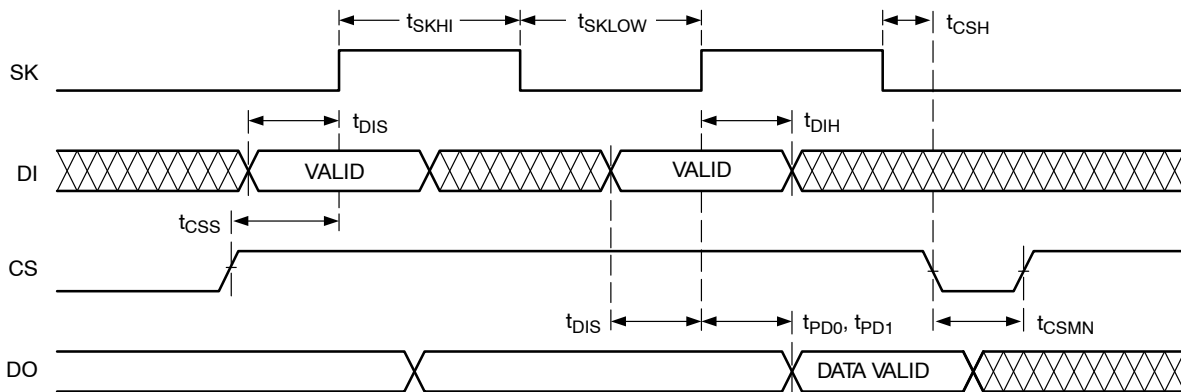 tSKHI tSKLOW tCSH
SK
tDIS tDIH
DI VALID VALID
tCSS
CS
tDIS tPD0, tPD1 tCSMN
DO DATA VALID